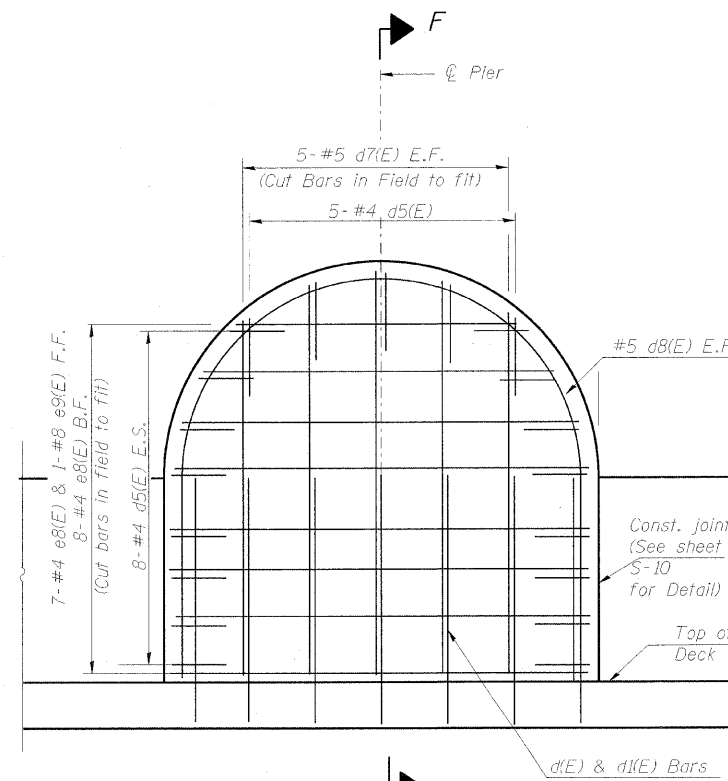 F
℄ Pier
5-#5 d7(E) E.F.
(Cut Bars in Field to fit)
5-#4 d5(E)
#5 d8(E) E.F
7-#4 e8(E) & 1-#8 e9(E) F.F.
8-#4 e8(E) B.F.
(Cut bars in field to fit)
8-#4 d5(E) E.S.
Const. joint
(See sheet
S-10
for Detail)
Top of
Deck
d(E) & d1(E) Bars